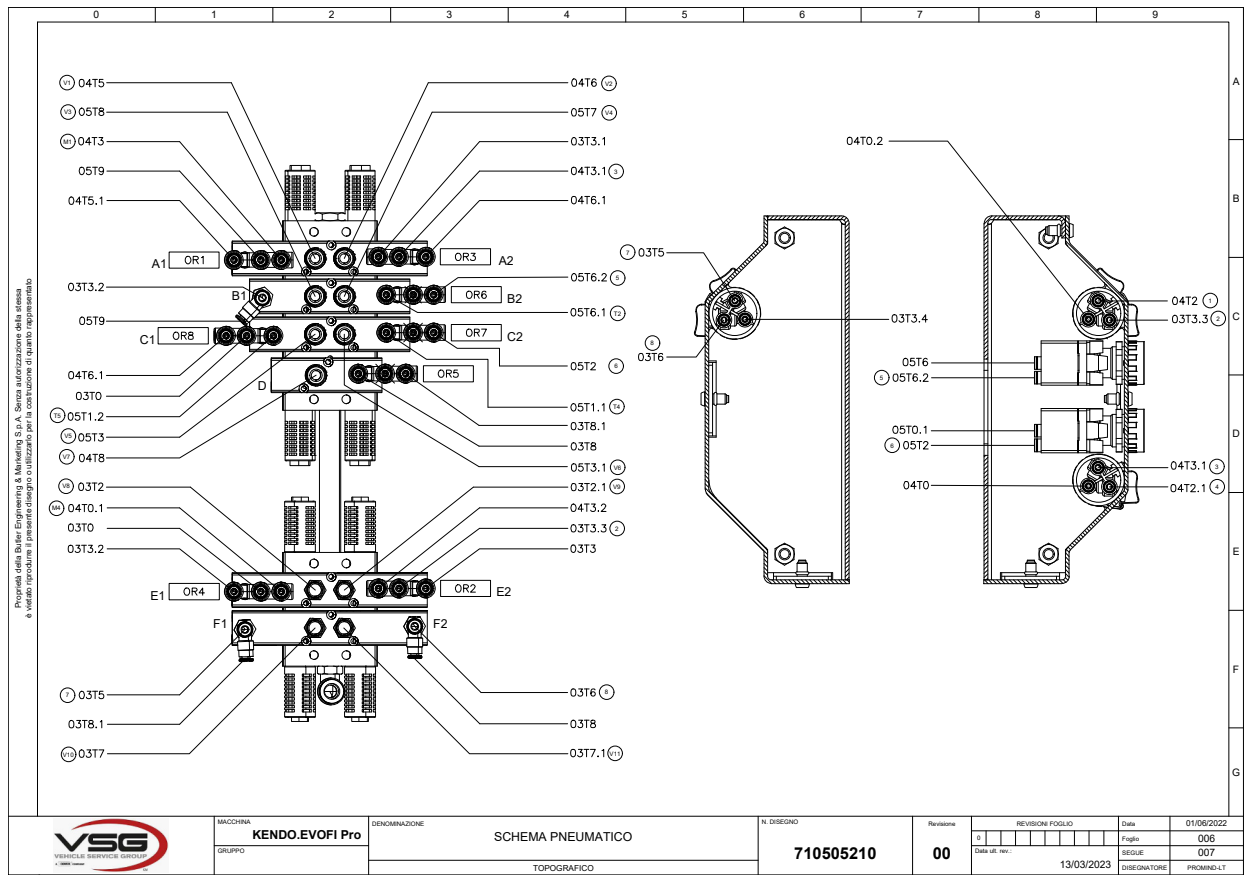 0 1 2 3 4 5 6 7 8 9
A
B
C
D
E
F
G
V1 04T5
V3 05T8
M1 04T3
05T9
04T5.1
A1 OR1
03T3.2
B1
05T9
C1 OR8
04T6.1
03T0
T5 05T1.2
V5 05T3
V7 04T8
D
V8 03T2
M4 04T0.1
03T0
03T3.2
E1 OR4
F1
7 03T5
03T8.1
V10 03T7
04T6 V2
05T7 V4
03T3.1
04T3.1 3
04T6.1
OR3 A2
05T6.2 5
OR6 B2
05T6.1 T2
OR7 C2
05T2 6
OR5
05T1.1 T4
03T8.1
03T8
05T3.1 V6
03T2.1 V9
04T3.2
03T3.3 2
03T3
OR2 E2
F2
03T6 8
03T8
03T7.1 V11
7 03T5
03T3.4
8
03T6
04T0.2
04T2 1
03T3.3 2
05T6
5 05T6.2
05T0.1
6 05T2
04T3.1 3
04T0
04T2.1 4
Proprietà della Butler Engineering & Marketing S.p.A. Senza autorizzazione della stessa
è vietato riprodurre il presente disegno o utilizzarlo per la costruzione di quanto rappresentato
VSG
VEHICLE SERVICE GROUP
MACCHINA
KENDO.EVOFI Pro
GRUPPO
DENOMINAZIONE
SCHEMA PNEUMATICO
TOPOGRAFICO
N. DISEGNO
710505210
Revisione
00
REVISIONI FOGLIO
0
Data ult. rev.:
13/03/2023
Data 01/06/2022
Foglio 006
SEGUE 007
DISEGNATORE PROMIND-LT